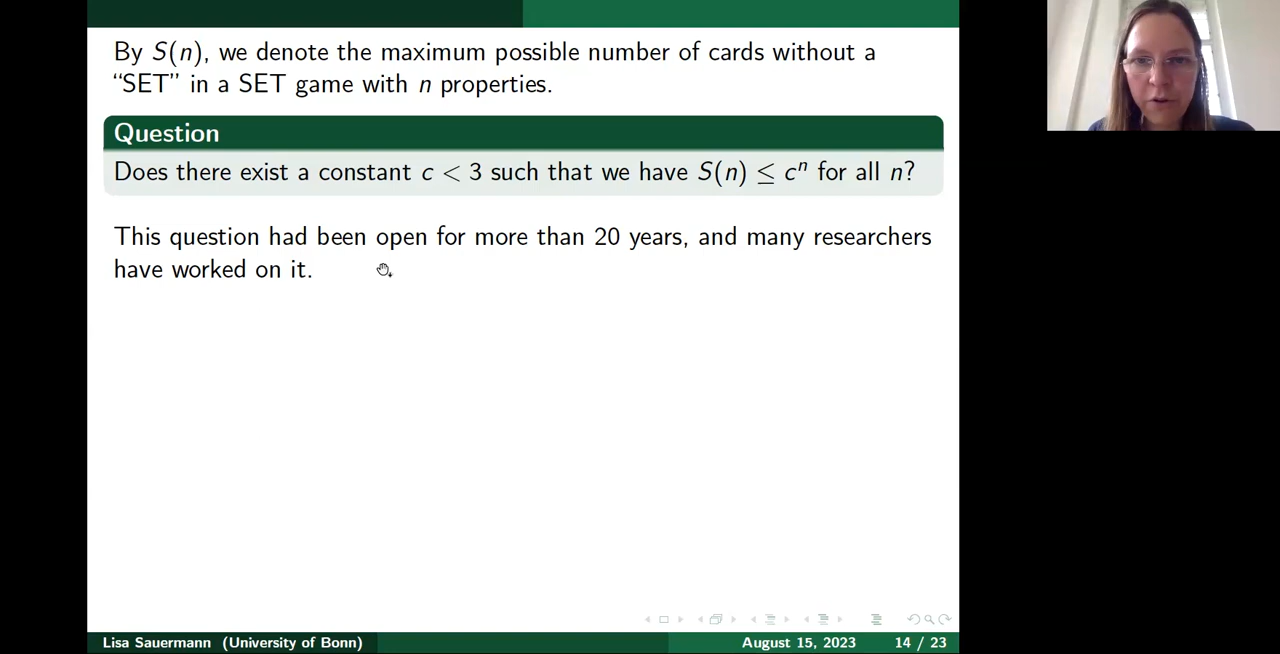 By S(n), we denote the maximum possible number of cards without a
“SET” in a SET game with n properties.
Question
Does there exist a constant c < 3 such that we have S(n) ≤ cⁿ for all n?
This question had been open for more than 20 years, and many researchers
have worked on it.
Lisa Sauermann (University of Bonn) August 15, 2023 14 / 23